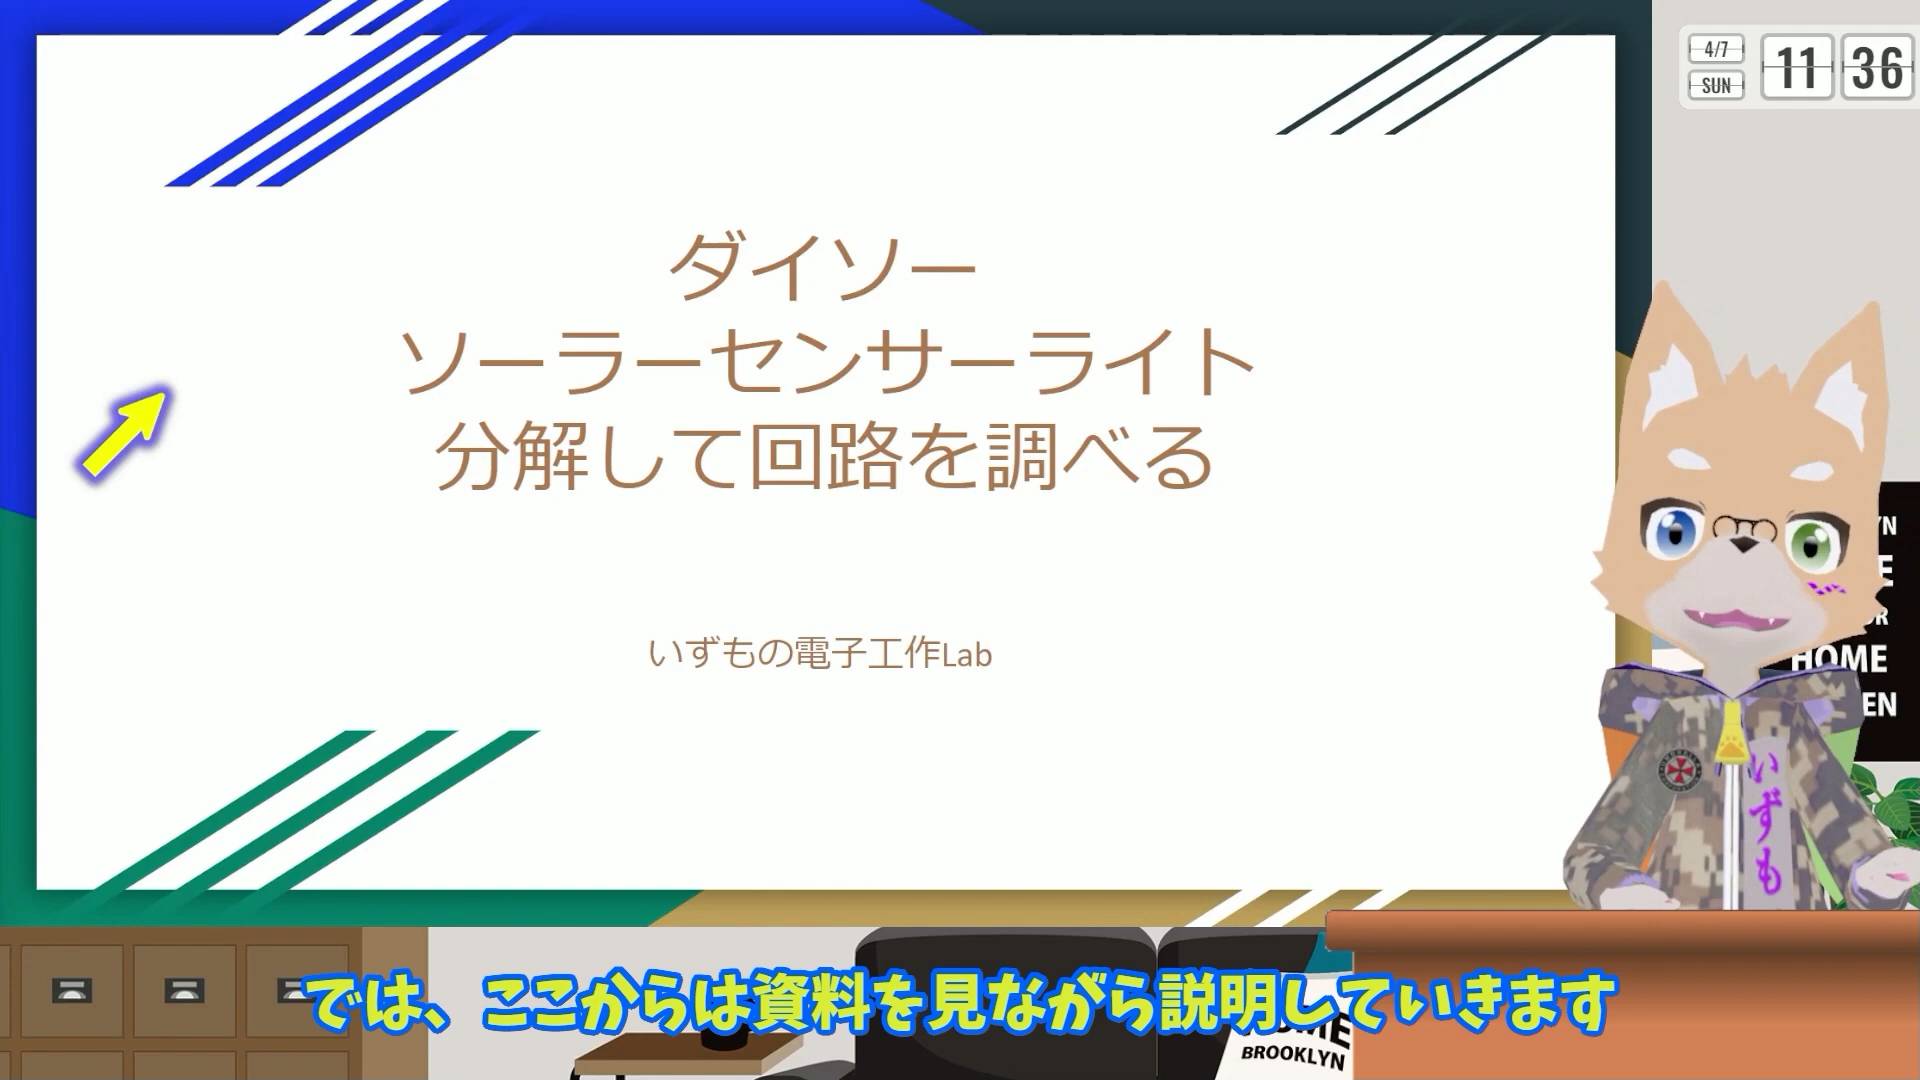 4/7
SUN
11 36
ダイソー
ソーラーセンサーライト
分解して回路を調べる
いずもの電子工作Lab
HOME
EN
いずも
では、ここからは資料を見ながら説明していきます
BROOKLYN